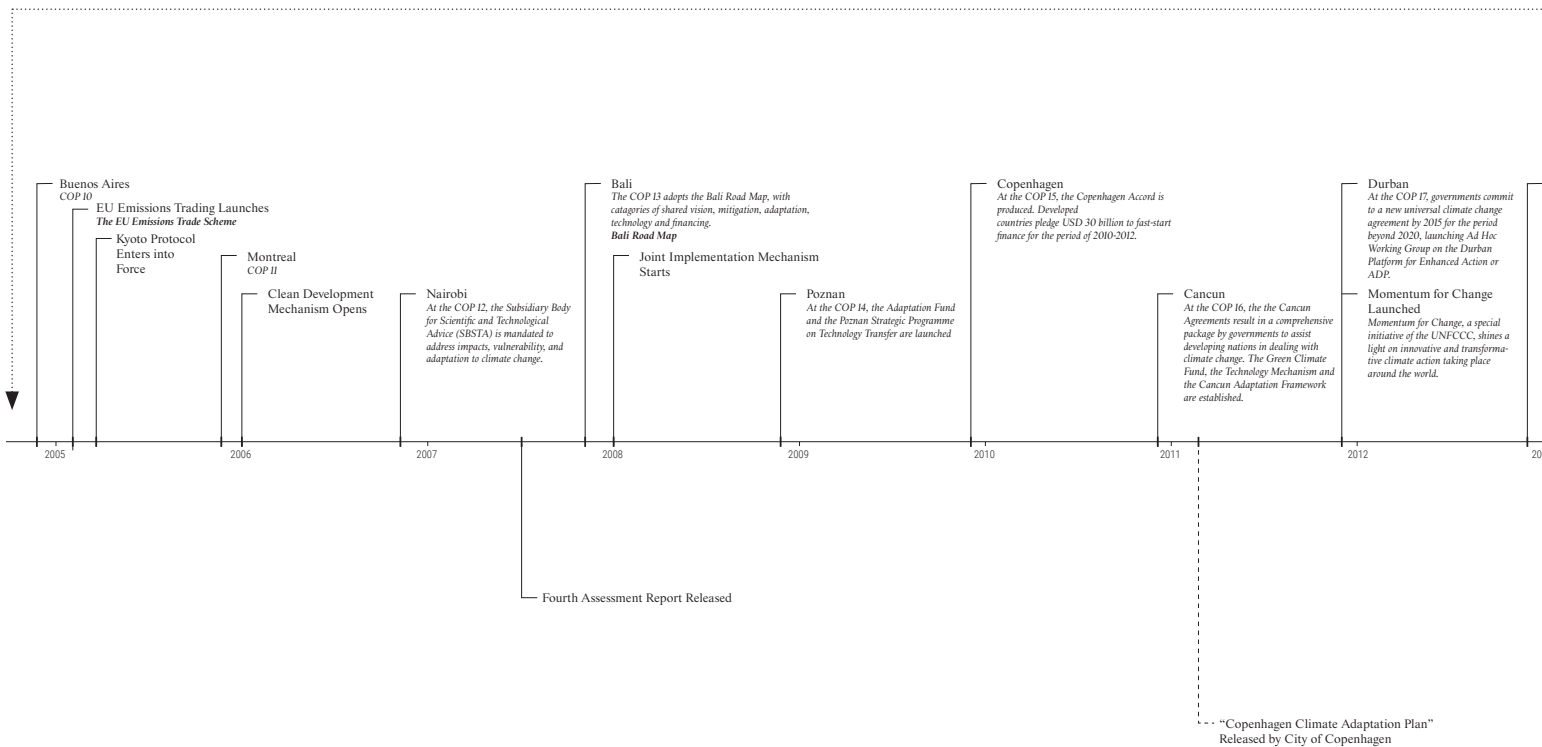 Buenos Aires
COP 10
EU Emissions Trading Launches
The EU Emissions Trade Scheme
Kyoto Protocol
Enters into
Force
Montreal
COP 11
Clean Development
Mechanism Opens
Nairobi
At the COP 12, the Subsidiary Body
for Scientific and Technological
Advice (SBSTA) is mandated to
address impacts, vulnerability, and
adaptation to climate change.
Bali
The COP 13 adopts the Bali Road Map, with
catagories of shared vision, mitigation, adaptation,
technology and financing.
Bali Road Map
Joint Implementation Mechanism
Starts
Poznan
At the COP 14, the Adaptation Fund
and the Poznan Strategic Programme
on Technology Transfer are launched
Copenhagen
At the COP 15, the Copenhagen Accord is
produced. Developed
countries pledge USD 30 billion to fast-start
finance for the period of 2010-2012.
Cancun
At the COP 16, the the Cancun
Agreements result in a comprehensive
package by governments to assist
developing nations in dealing with
climate change. The Green Climate
Fund, the Technology Mechanism and
the Cancun Adaptation Framework
are established.
Durban
At the COP 17, governments commit
to a new universal climate change
agreement by 2015 for the period
beyond 2020, launching Ad Hoc
Working Group on the Durban
Platform for Enhanced Action or
ADP.
Momentum for Change
Launched
Momentum for Change, a special
initiative of the UNFCCC, shines a
light on innovative and transforma-
tive climate action taking place
around the world.
2005 2006 2007 2008 2009 2010 2011 2012 20
Fourth Assessment Report Released
“Copenhagen Climate Adaptation Plan”
Released by City of Copenhagen